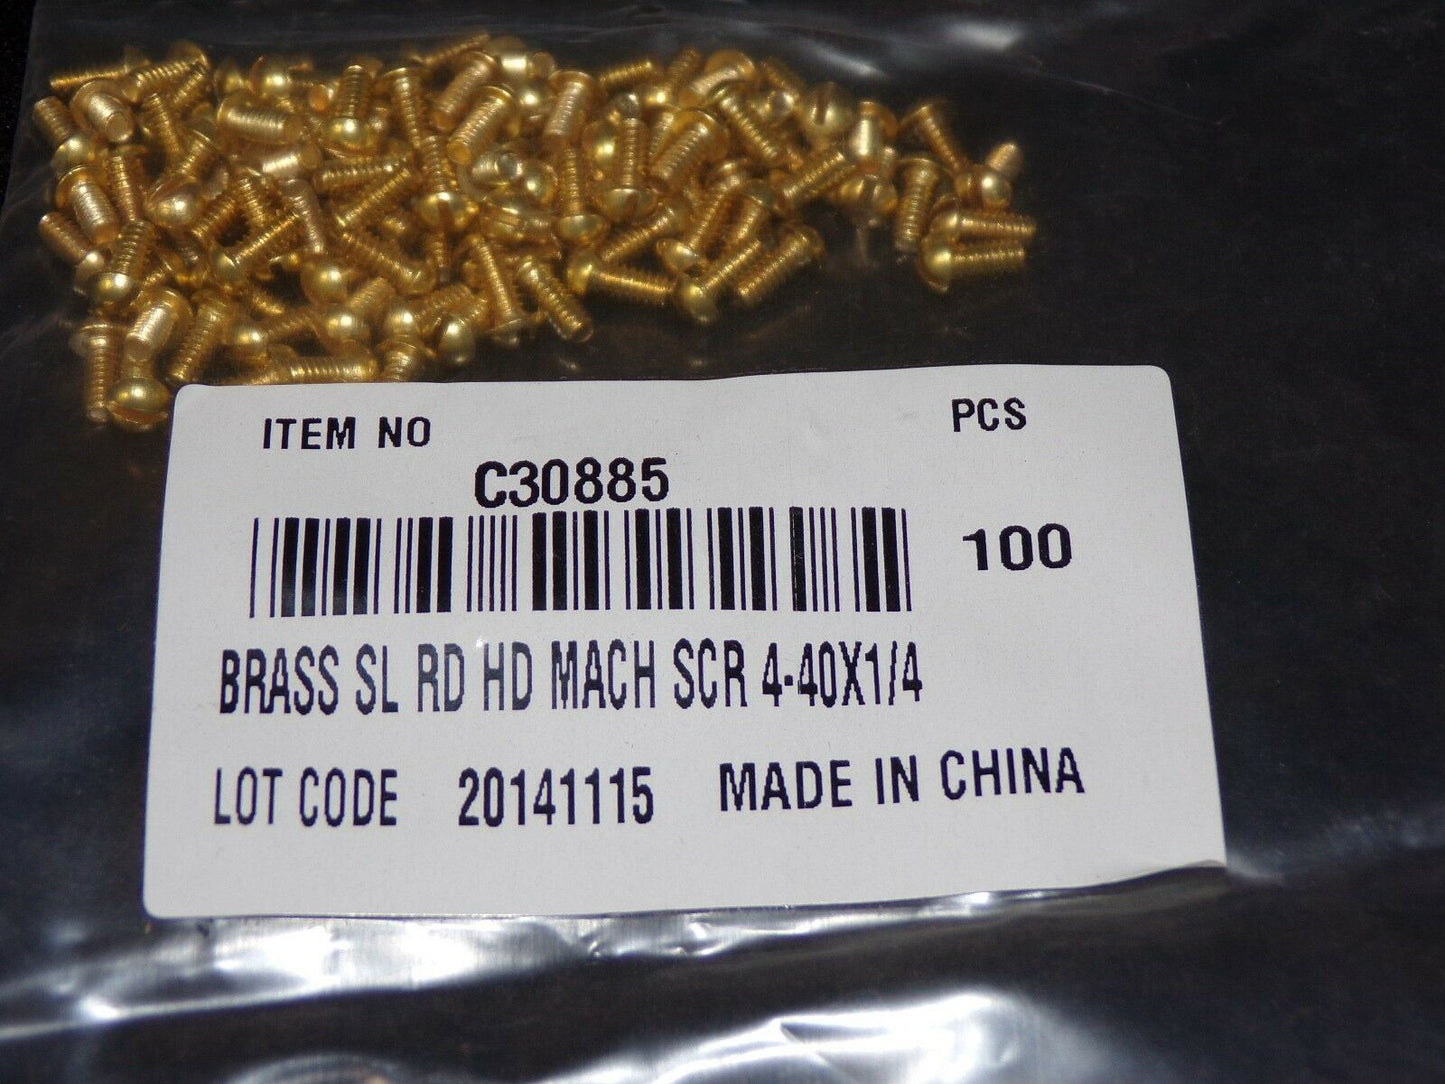 ITEM NO PCS
C30885
100
BRASS SL RD HD MACH SCR 4-40X1/4
LOT CODE 20141115 MADE IN CHINA